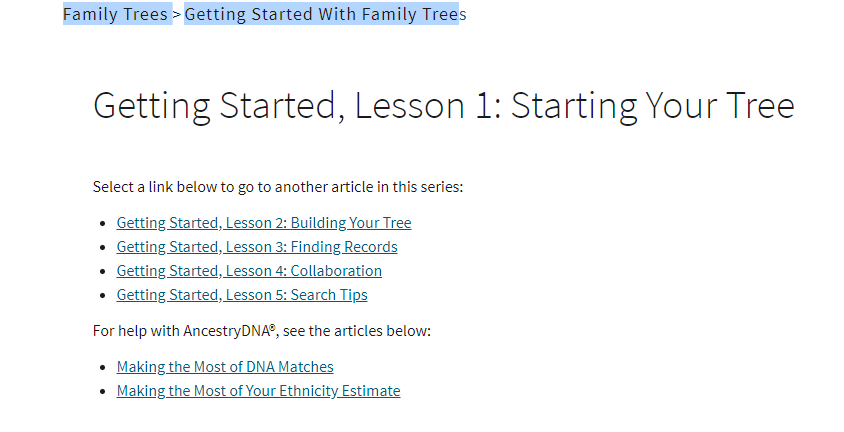 Family Trees > Getting Started With Family Trees
Getting Started, Lesson 1: Starting Your Tree
Select a link below to go to another article in this series:
• Getting Started, Lesson 2: Building Your Tree
• Getting Started, Lesson 3: Finding Records
• Getting Started, Lesson 4: Collaboration
• Getting Started, Lesson 5: Search Tips
For help with AncestryDNA®, see the articles below:
• Making the Most of DNA Matches
• Making the Most of Your Ethnicity Estimate